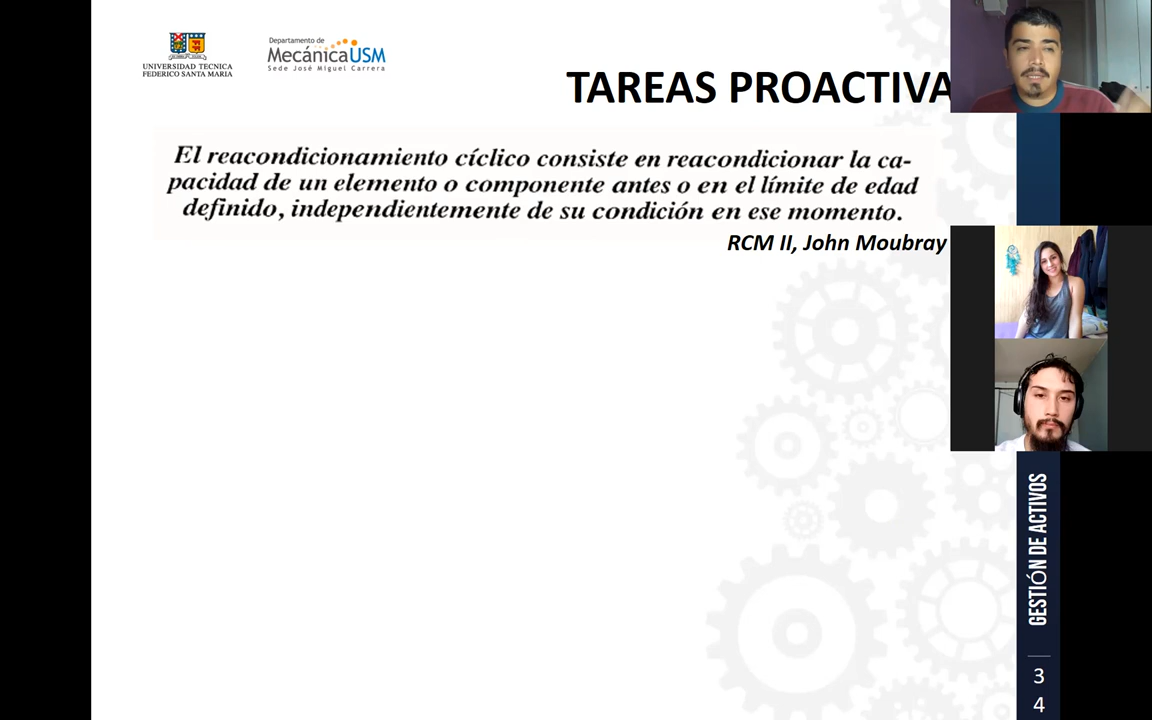 UNIVERSIDAD TECNICA
FEDERICO SANTA MARIA
Departamento de
MecánicaUSM
Sede José Miguel Carrera
TAREAS PROACTIVA
El reacondicionamiento cíclico consiste en reacondicionar la ca-
pacidad de un elemento o componente antes o en el límite de edad
definido, independientemente de su condición en ese momento.
RCM II, John Moubray
GESTIÓN DE ACTIVOS
3
4